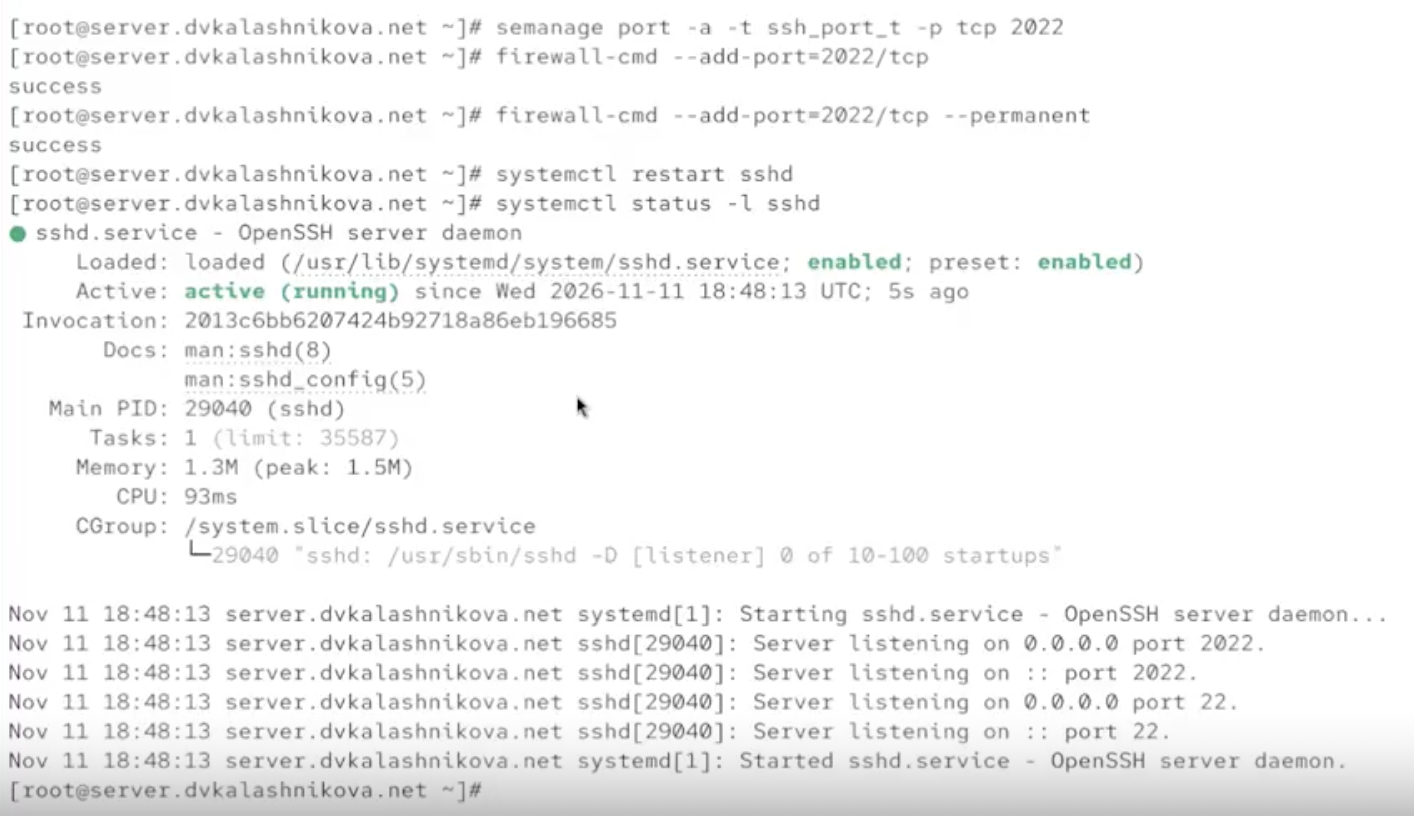 [root@server.dvkalashnikova.net ~]# semanage port -a -t ssh_port_t -p tcp 2022
[root@server.dvkalashnikova.net ~]# firewall-cmd --add-port=2022/tcp
success
[root@server.dvkalashnikova.net ~]# firewall-cmd --add-port=2022/tcp --permanent
success
[root@server.dvkalashnikova.net ~]# systemctl restart sshd
[root@server.dvkalashnikova.net ~]# systemctl status -l sshd
● sshd.service - OpenSSH server daemon
     Loaded: loaded (/usr/lib/systemd/system/sshd.service; enabled; preset: enabled)
     Active: active (running) since Wed 2026-11-11 18:48:13 UTC; 5s ago
 Invocation: 2013c6bb6207424b92718a86eb196685
       Docs: man:sshd(8)
             man:sshd_config(5)
   Main PID: 29040 (sshd)
      Tasks: 1 (limit: 35587)
     Memory: 1.3M (peak: 1.5M)
        CPU: 93ms
     CGroup: /system.slice/sshd.service
             └─29040 "sshd: /usr/sbin/sshd -D [listener] 0 of 10-100 startups"

Nov 11 18:48:13 server.dvkalashnikova.net systemd[1]: Starting sshd.service - OpenSSH server daemon...
Nov 11 18:48:13 server.dvkalashnikova.net sshd[29040]: Server listening on 0.0.0.0 port 2022.
Nov 11 18:48:13 server.dvkalashnikova.net sshd[29040]: Server listening on :: port 2022.
Nov 11 18:48:13 server.dvkalashnikova.net sshd[29040]: Server listening on 0.0.0.0 port 22.
Nov 11 18:48:13 server.dvkalashnikova.net sshd[29040]: Server listening on :: port 22.
Nov 11 18:48:13 server.dvkalashnikova.net systemd[1]: Started sshd.service - OpenSSH server daemon.
[root@server.dvkalashnikova.net ~]#